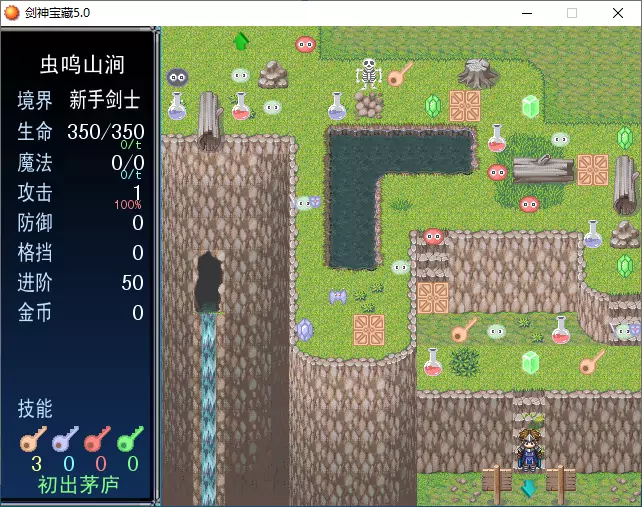 剑神宝藏5.0
虫鸣山涧
境界 新手剑士
生命 350/350
0/t
魔法 0/0
0/t
攻击 1
100%
防御 0
格挡 0
进阶 50
金币 0
技能
3 0 0 0
初出茅庐